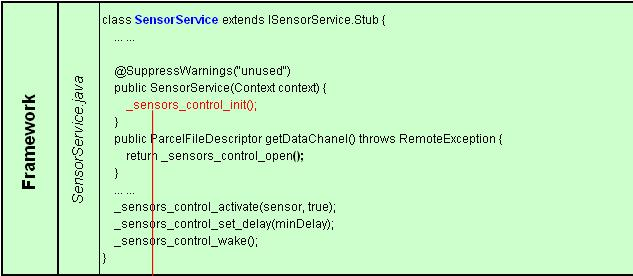 Framework
SensorService.java
class SensorService extends ISensorService.Stub {
... ...
@SuppressWarnings("unused")
public SensorService(Context context) {
_sensors_control_init();
}
public ParcelFileDescriptor getDataChanel() throws RemoteException {
return _sensors_control_open();
}
... ...
_sensors_control_activate(sensor, true);
_sensors_control_set_delay(minDelay);
_sensors_control_wake();
}